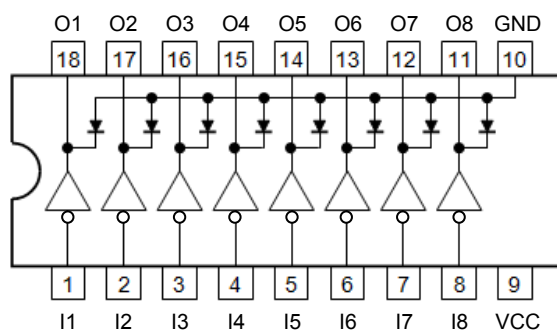 O1 O2 O3 O4 O5 O6 O7 O8 GND
18 17 16 15 14 13 12 11 10
1 2 3 4 5 6 7 8 9
I1 I2 I3 I4 I5 I6 I7 I8 VCC